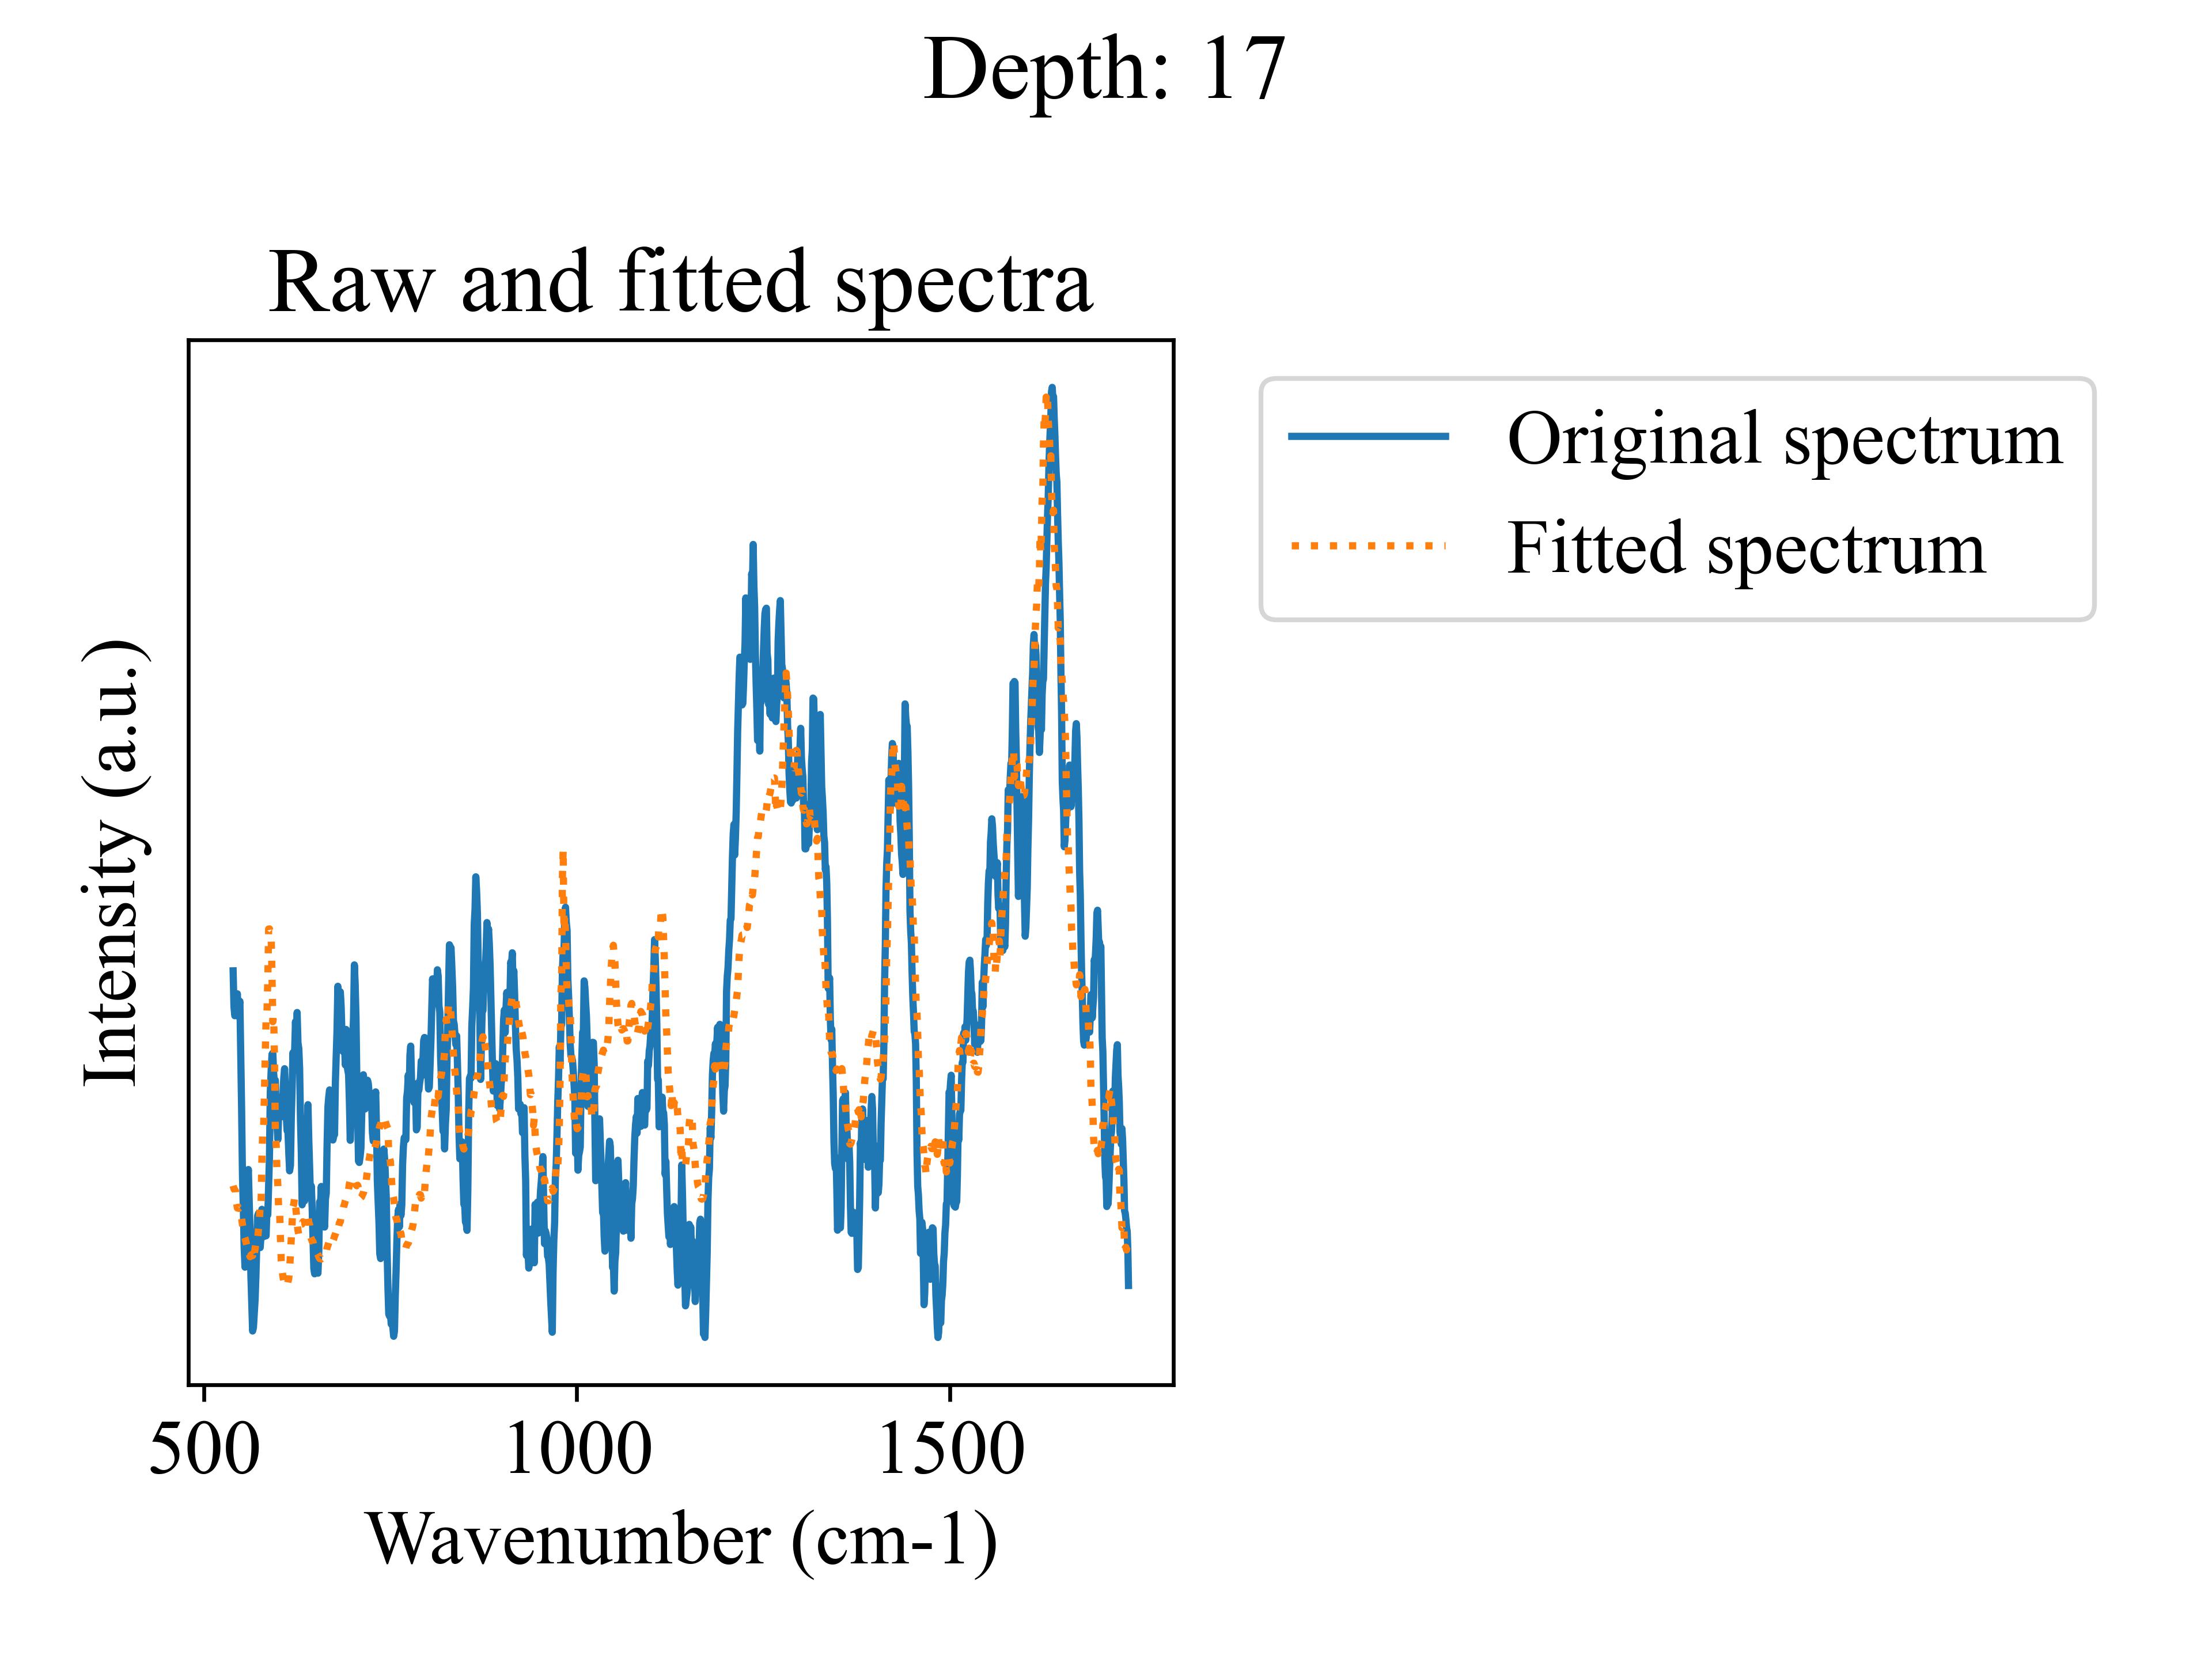 Depth: 17
Raw and fitted spectra
Original spectrum
Fitted spectrum
Intensity (a.u.)
500 1000 1500
Wavenumber (cm-1)